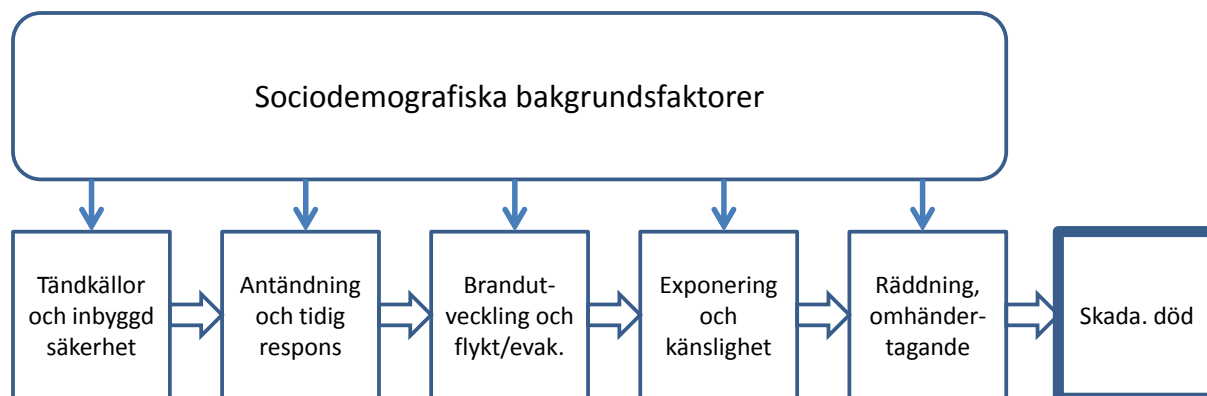 Sociodemografiska bakgrundsfaktorer
Tändkällor
och inbyggd
säkerhet
Antändning
och tidig
respons
Brandut-
veckling och
flykt/evak.
Exponering
och
känslighet
Räddning,
omhänder-
tagande
Skada. död